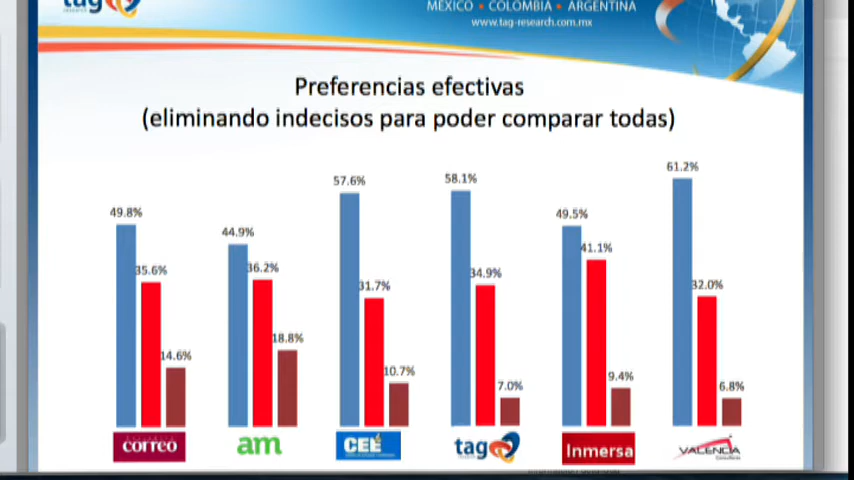 tag
MÉXICO • COLOMBIA • ARGENTINA
www.tag-research.com.mx
Preferencias efectivas
(eliminando indecisos para poder comparar todas)
49.8%
35.6%
14.6%
44.9%
36.2%
18.8%
57.6%
31.7%
10.7%
58.1%
34.9%
7.0%
49.5%
41.1%
9.4%
61.2%
32.0%
6.8%
correo
am
CEE
tag
Inmersa
VALENCIA